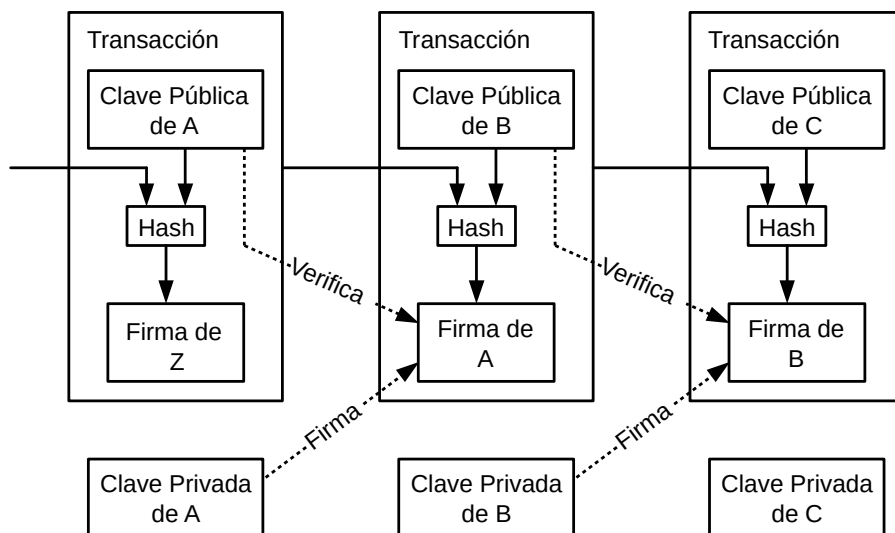 Transacción
Clave Pública
de A
Hash
Firma de
Z
Transacción
Clave Pública
de B
Hash
Firma de
A
Transacción
Clave Pública
de C
Hash
Firma de
B
Verifica
Verifica
Firma
Firma
Clave Privada
de A
Clave Privada
de B
Clave Privada
de C